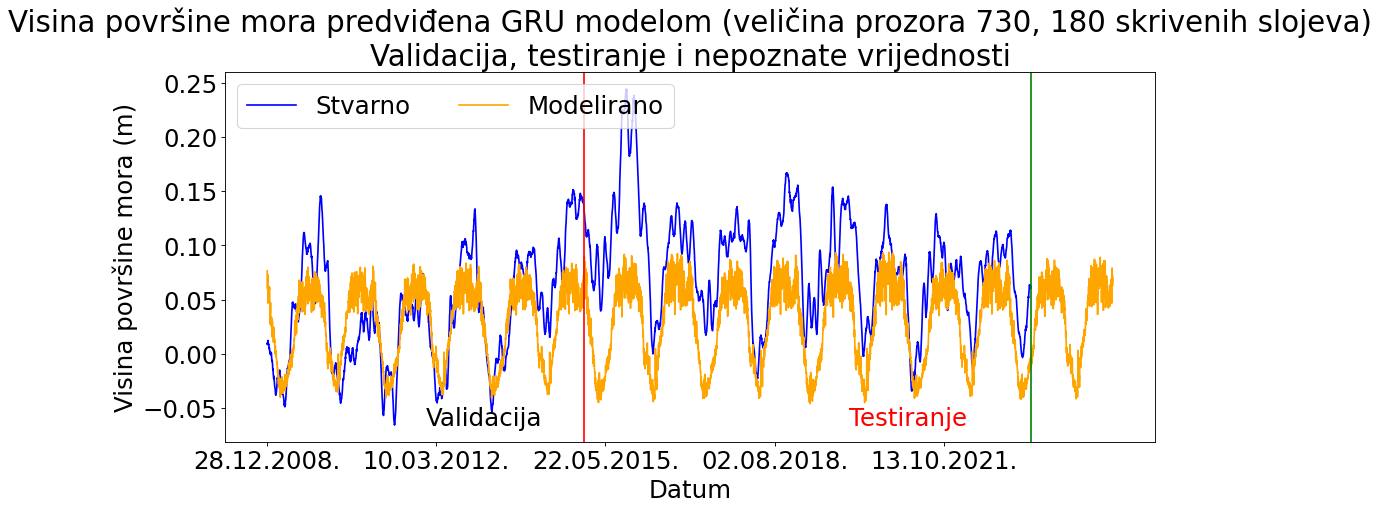 Visina površine mora predviđena GRU modelom (veličina prozora 730, 180 skrivenih slojeva)
Validacija, testiranje i nepoznate vrijednosti
Stvarno
Modelirano
Visina površine mora (m)
0.25
0.20
0.15
0.10
0.05
0.00
−0.05
Validacija
Testiranje
28.12.2008.
10.03.2012.
22.05.2015.
02.08.2018.
13.10.2021.
Datum